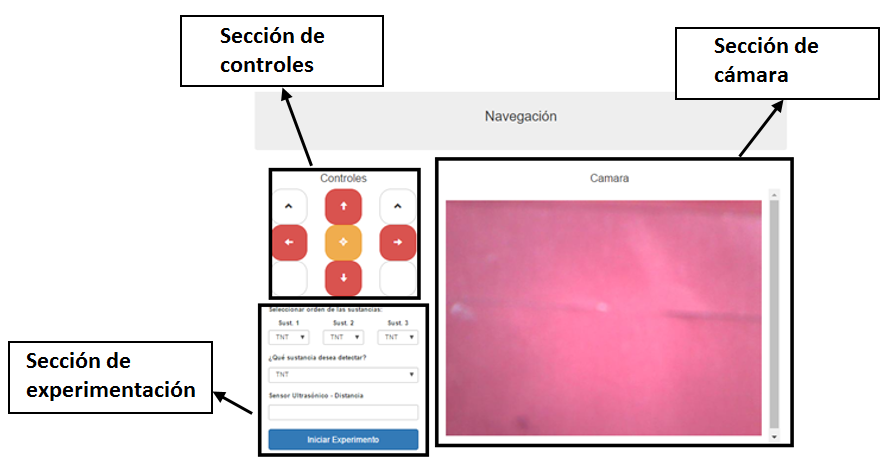 Sección de
controles
Sección de
cámara
Navegación
Controles
Camara
Seleccionar orden de las sustancias:
Sust. 1 Sust. 2 Sust. 3
TNT TNT TNT
¿Qué sustancia desea detectar?
TNT
Sensor Ultrasónico - Distancia
Iniciar Experimento
Sección de
experimentación